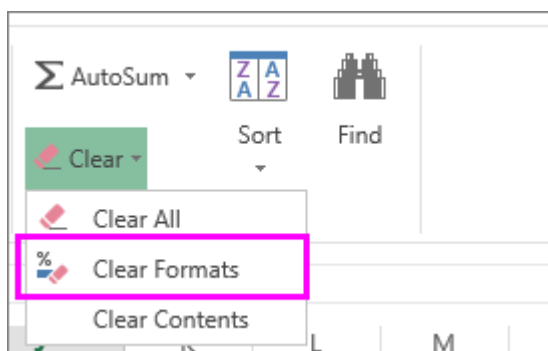 AutoSum
Z A
A Z
Sort
Find
Clear
Clear All
% Clear Formats
Clear Contents
L
M